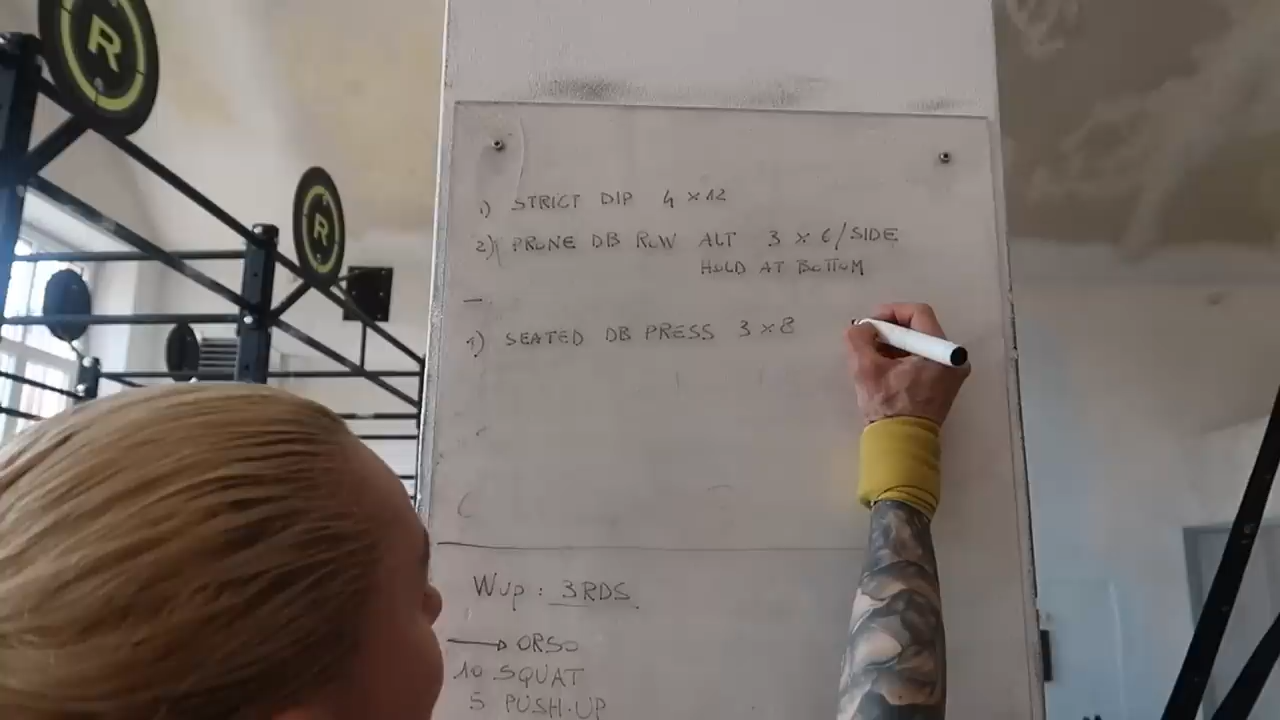 R
R
1) STRICT DIP 4 x 12
2) PRONE DB ROW ALT 3 x 6/SIDE
HOLD AT BOTTOM
—
1) SEATED DB PRESS 3 x 8
Wup: 3RDS.
→ ORSO
10 SQUAT
5 PUSH-UP